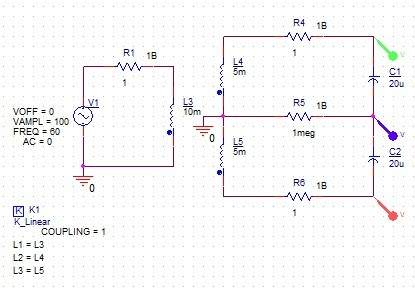 R4
1B
1
R1
1B
1
L4
5m
C1
20u
V
L3
10m
V1
VOFF = 0
VAMPL = 100
FREQ = 60
AC = 0
R5
1B
1meg
0
V
L5
5m
C2
20u
0
R6
1B
1
V
K K1
K_Linear
COUPLING = 1
L1 = L3
L2 = L4
L3 = L5